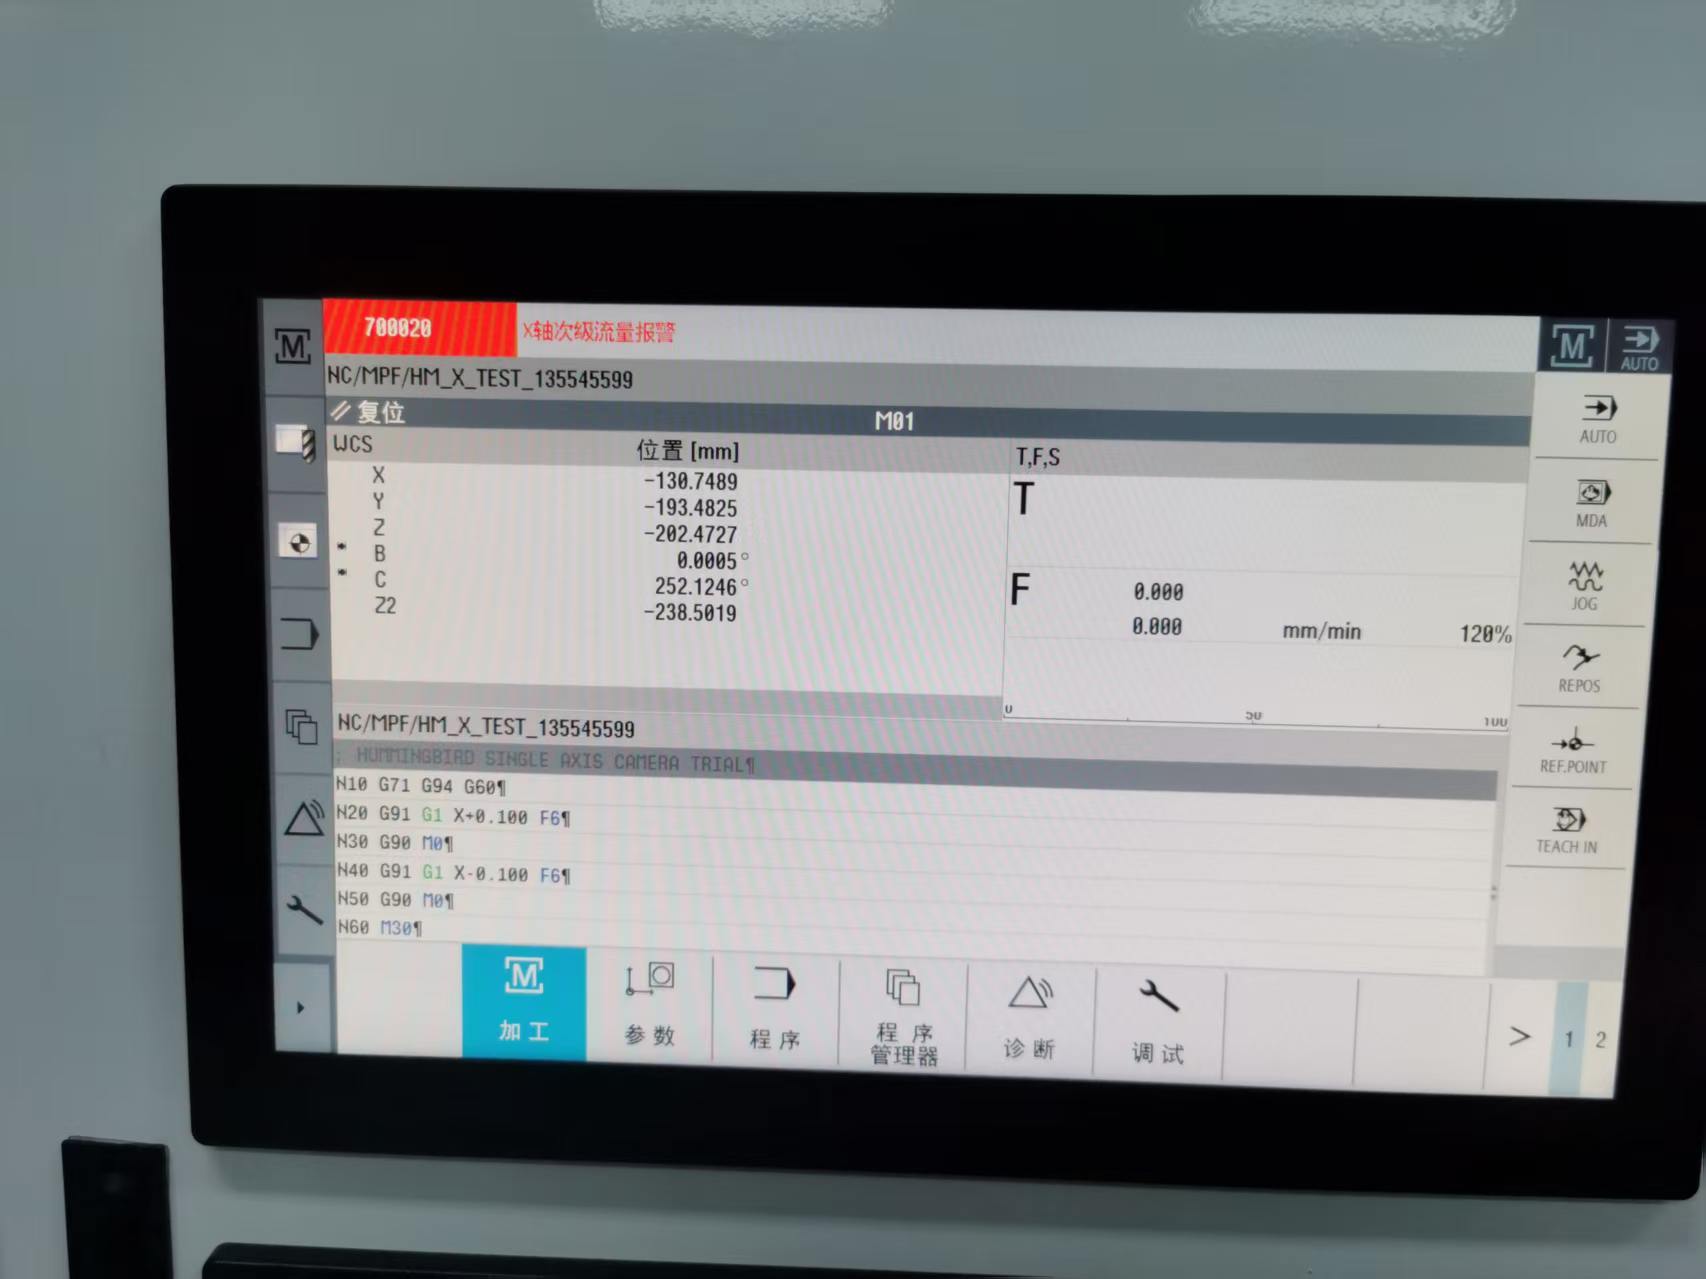 700020 X轴次级流量报警
M AUTO
NC/MPF/HM_X_TEST_135545599
复位 M01
WCS 位置 [mm] T,F,S
X -130.7489
Y -193.4825
Z -202.4727
B 0.0005°
C 252.1246°
Z2 -238.5019
T
F 0.000
0.000 mm/min 120%
0 50 100
NC/MPF/HM_X_TEST_135545599
; HUMMINGBIRD SINGLE AXIS CAMERA TRIAL¶
N10 G71 G94 G60¶
N20 G91 G1 X+0.100 F6¶
N30 G90 M0¶
N40 G91 G1 X-0.100 F6¶
N50 G90 M0¶
N60 M30¶
AUTO
MDA
JOG
REPOS
REF.POINT
TEACH IN
M
加工
参数
程序
程序
管理器
诊断
调试
> 1 2
M